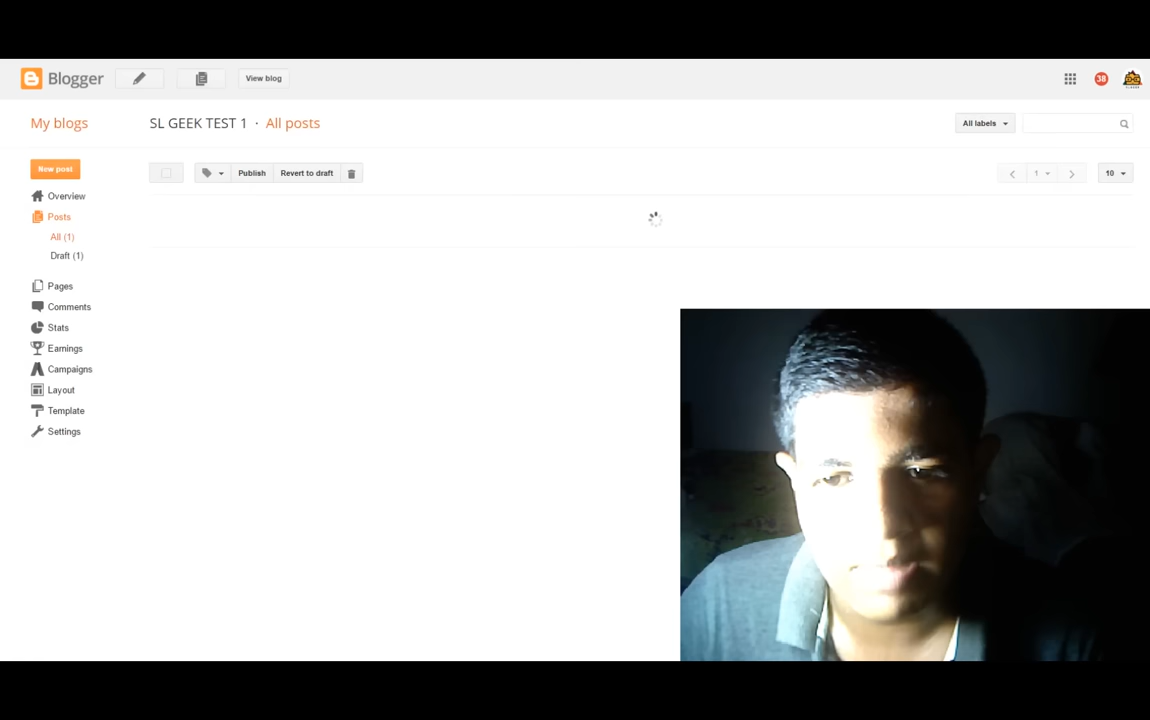 Blogger
View blog
38
My blogs
SL GEEK TEST 1 · All posts
All labels
New post
Publish
Revert to draft
1
10
Overview
Posts
All (1)
Draft (1)
Pages
Comments
Stats
Earnings
Campaigns
Layout
Template
Settings